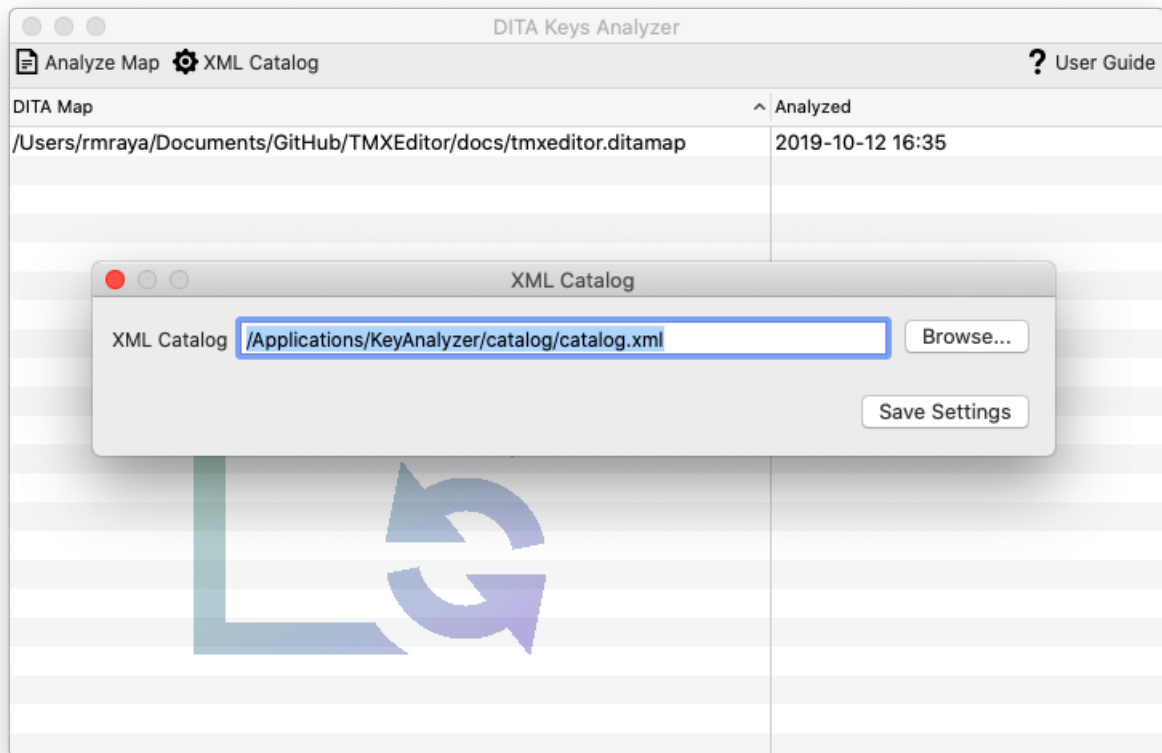 DITA Keys Analyzer
Analyze Map XML Catalog ? User Guide
DITA Map Analyzed
/Users/rmraya/Documents/GitHub/TMXEditor/docs/tmxeditor.ditamap 2019-10-12 16:35
XML Catalog
XML Catalog /Applications/KeyAnalyzer/catalog/catalog.xml Browse...
Save Settings